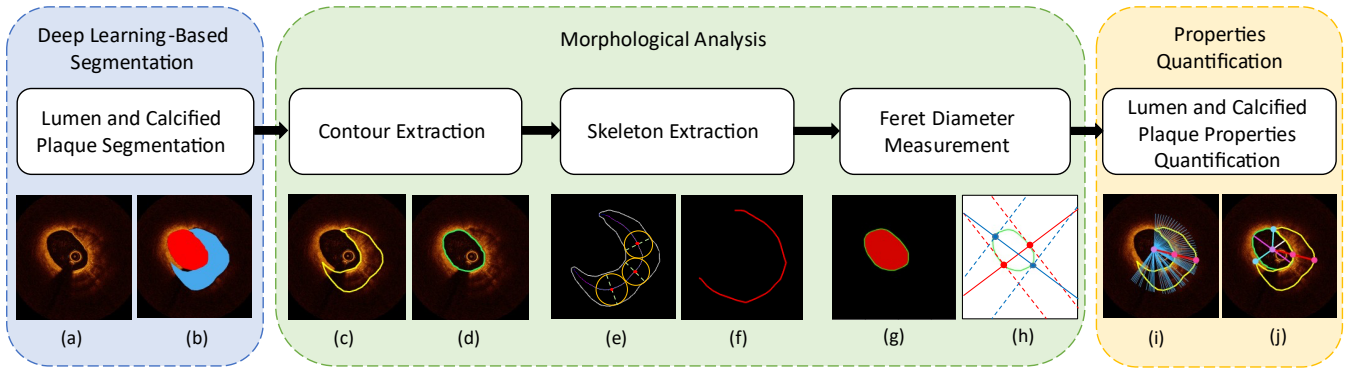 Deep Learning-Based
Segmentation
Morphological Analysis
Properties
Quantification
Lumen and Calcified
Plaque Segmentation
Contour Extraction
Skeleton Extraction
Feret Diameter
Measurement
Lumen and Calcified
Plaque Properties
Quantification
(a)
(b)
(c)
(d)
(e)
(f)
(g)
(h)
(i)
(j)